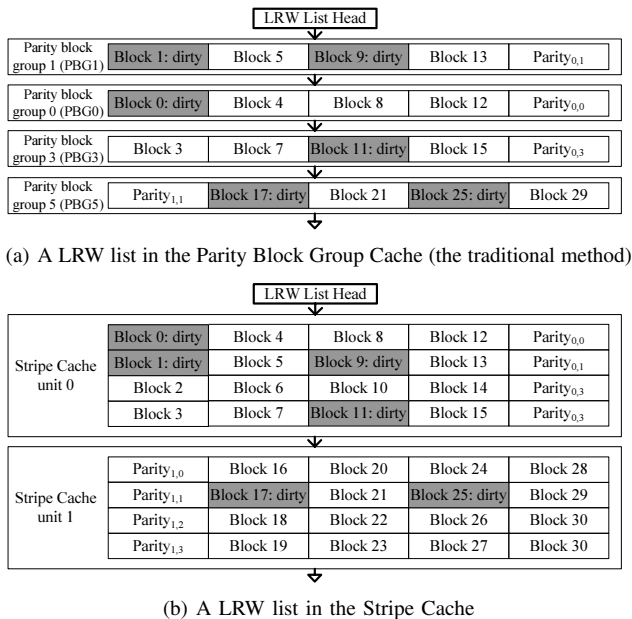 LRW List Head
Parity block group 1 (PBG1) Block 1: dirty Block 5 Block 9: dirty Block 13 Parity0,1
Parity block group 0 (PBG0) Block 0: dirty Block 4 Block 8 Block 12 Parity0,0
Parity block group 3 (PBG3) Block 3 Block 7 Block 11: dirty Block 15 Parity0,3
Parity block group 5 (PBG5) Parity1,1 Block 17: dirty Block 21 Block 25: dirty Block 29
(a) A LRW list in the Parity Block Group Cache (the traditional method)
LRW List Head
Stripe Cache unit 0
Block 0: dirty Block 4 Block 8 Block 12 Parity0,0
Block 1: dirty Block 5 Block 9: dirty Block 13 Parity0,1
Block 2 Block 6 Block 10 Block 14 Parity0,3
Block 3 Block 7 Block 11: dirty Block 15 Parity0,3
Stripe Cache unit 1
Parity1,0 Block 16 Block 20 Block 24 Block 28
Parity1,1 Block 17: dirty Block 21 Block 25: dirty Block 29
Parity1,2 Block 18 Block 22 Block 26 Block 30
Parity1,3 Block 19 Block 23 Block 27 Block 30
(b) A LRW list in the Stripe Cache